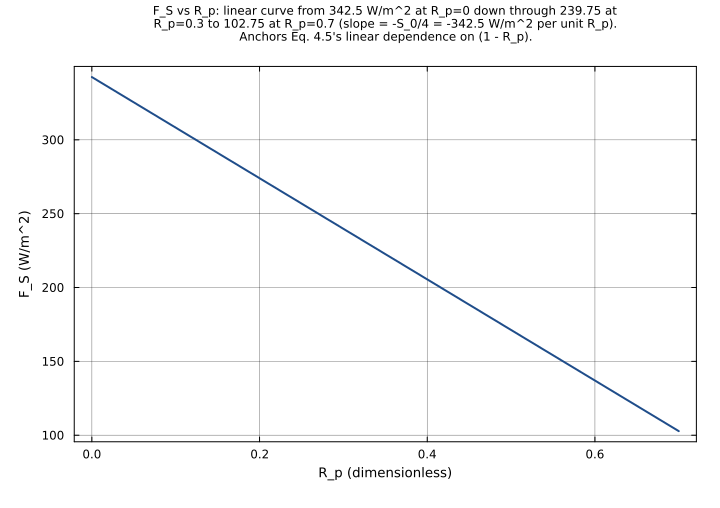 F_S vs R_p: linear curve from 342.5 W/m^2 at R_p=0 down through 239.75 at
R_p=0.3 to 102.75 at R_p=0.7 (slope = -S_0/4 = -342.5 W/m^2 per unit R_p).
Anchors Eq. 4.5's linear dependence on (1 - R_p).
300
250
200
150
100
F_S (W/m^2)
0.0 0.2 0.4 0.6
R_p (dimensionless)